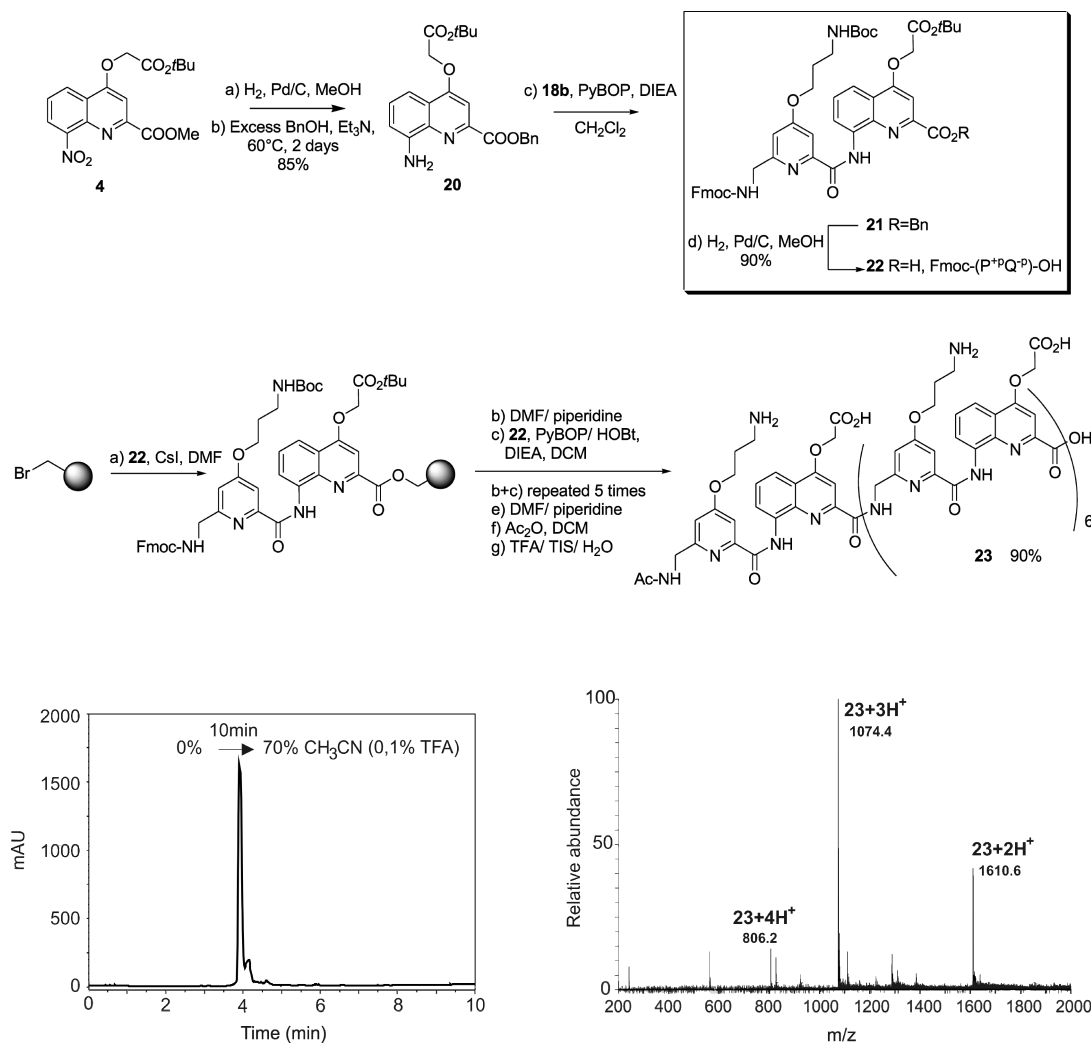 CO2tBu
O
N
CO2Me
NO2
4
a) H2, Pd/C, MeOH
b) Excess BnOH, Et3N,
60°C, 2 days
85%
CO2tBu
O
N
COOBn
NH2
20
c) 18b, PyBOP, DIEA
CH2Cl2
NHBoc
CO2tBu
O
O
N
CO2R
NH
N
O
Fmoc-NH
21 R=Bn
d) H2, Pd/C, MeOH
90%
22 R=H, Fmoc-(P+pQ-p)-OH
Br
a) 22, CsI, DMF
NHBoc
CO2tBu
O
O
N
O
O
NH
N
O
Fmoc-NH
b) DMF/ piperidine
c) 22, PyBOP/ HOBt,
DIEA, DCM
b+c) repeated 5 times
e) DMF/ piperidine
f) Ac2O, DCM
g) TFA/ TIS/ H2O
NH2
CO2H
O
O
N
NH
N
O
O
Ac-NH
NH2
CO2H
O
O
N
OH
O
NH
N
O
NH
6
23 90%
2000
1500
1000
500
0
mAU
10min
0% 70% CH3CN (0,1% TFA)
0 2 4 6 8 10
Time (min)
100
50
0
Relative abundance
23+3H+
1074.4
23+2H+
1610.6
23+4H+
806.2
200 400 600 800 1000 1200 1400 1600 1800 2000
m/z